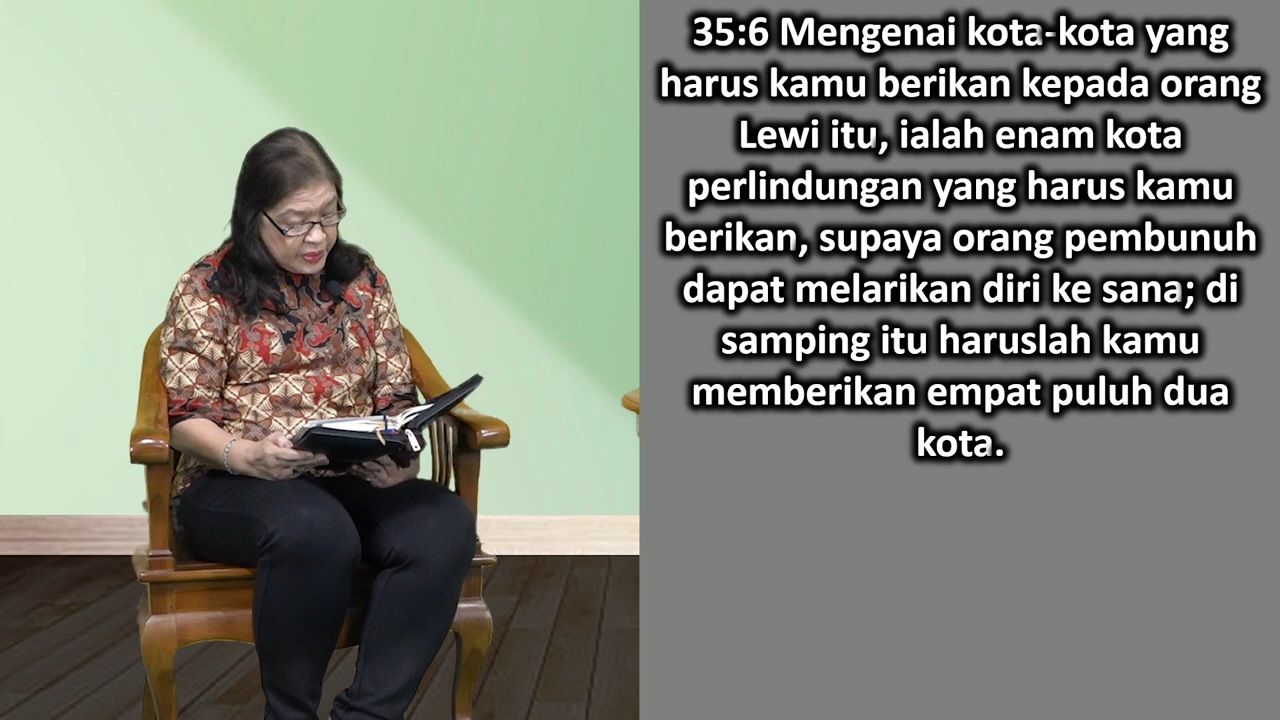 35:6 Mengenai kota-kota yang
harus kamu berikan kepada orang
Lewi itu, ialah enam kota
perlindungan yang harus kamu
berikan, supaya orang pembunuh
dapat melarikan diri ke sana; di
samping itu haruslah kamu
memberikan empat puluh dua
kota.